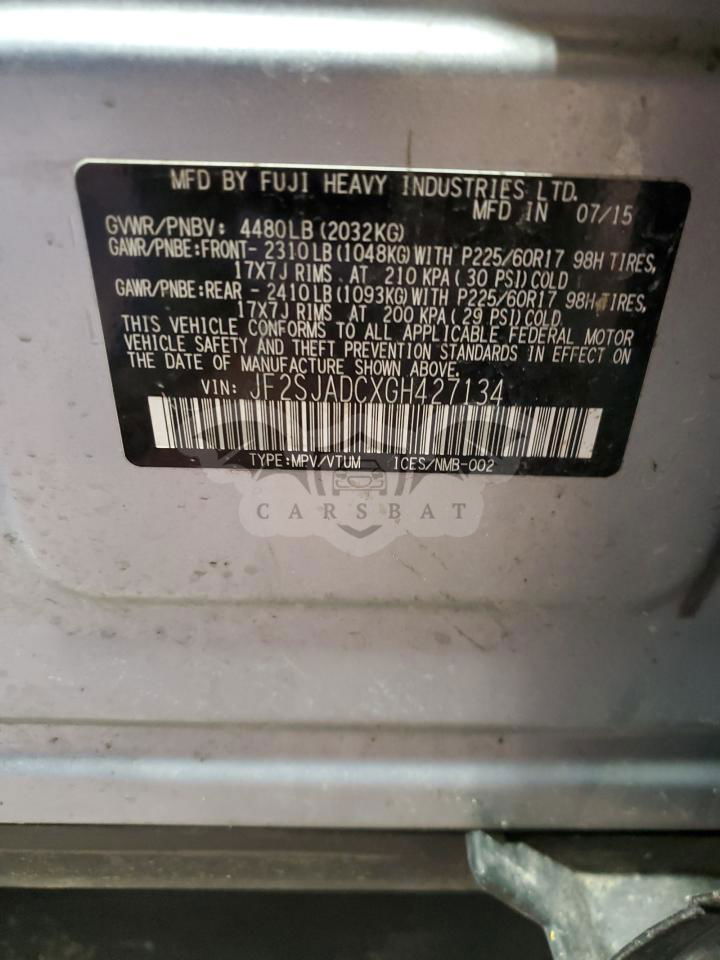 MFD BY FUJI HEAVY INDUSTRIES LTD.
MFD IN 07/15
GVWR/PNBV: 4480LB(2032KG)
GAWR/PNBE:FRONT- 2310LB(1048KG)WITH P225/60R17 98H TIRES,
17X7J RIMS AT 210 KPA(30 PSI)COLD
GAWR/PNBE:REAR - 2410LB(1093KG)WITH P225/60R17 98H TIRES,
17X7J RIMS AT 200 KPA(29 PSI)COLD
THIS VEHICLE CONFORMS TO ALL APPLICABLE FEDERAL MOTOR
VEHICLE SAFETY AND THEFT PREVENTION STANDARDS IN EFFECT ON
THE DATE OF MANUFACTURE SHOWN ABOVE.
VIN: JF2SJADCXGH427134
TYPE:MPV/VTUM ICES/NMB-002
CARSBAT